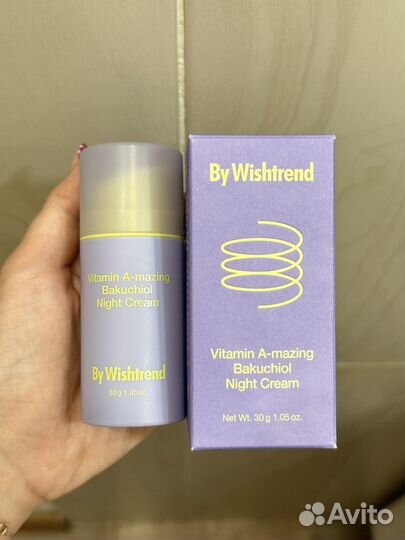 Vitamin A-mazing
Bakuchiol
Night Cream
By Wishtrend
30 g 1.05 oz.
By Wishtrend
Vitamin A-mazing
Bakuchiol
Night Cream
Net Wt. 30 g 1.05 oz.
Avito